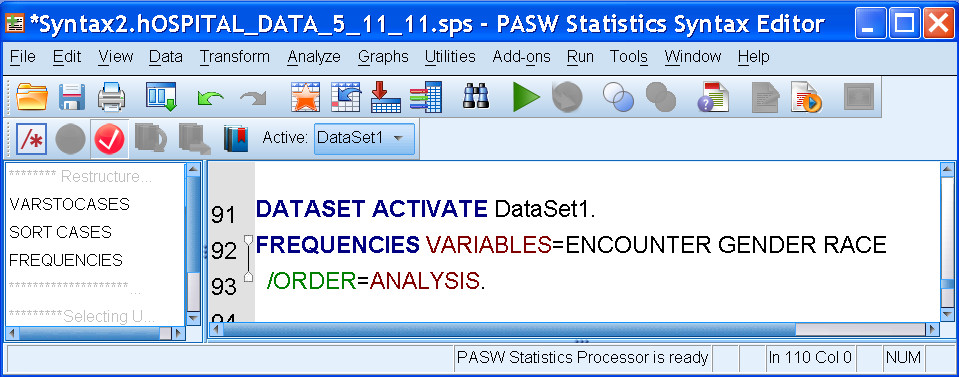 *Syntax2.hOSPITAL_DATA_5_11_11.sps - PASW Statistics Syntax Editor
File Edit View Data Transform Analyze Graphs Utilities Add-ons Run Tools Window Help
/* Active: DataSet1
******** Restructure...
VARSTOCASES
SORT CASES
FREQUENCIES
********************...
*********Selecting U...
91 DATASET ACTIVATE DataSet1.
92 FREQUENCIES VARIABLES=ENCOUNTER GENDER RACE
93 /ORDER=ANALYSIS.
94
PASW Statistics Processor is ready In 110 Col 0 NUM